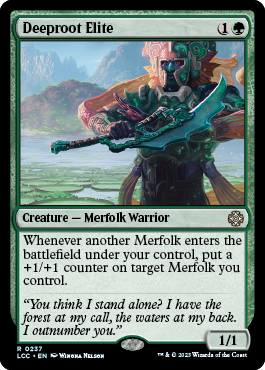 Deeproot Elite 1
Creature — Merfolk Warrior
Whenever another Merfolk enters the
battlefield under your control, put a
+1/+1 counter on target Merfolk you
control.
“You think I stand alone? I have the
forest at my call, the waters at my back.
I outnumber you.”
1/1
R 0237
LCC • EN Winona Nelson
™ & © 2023 Wizards of the Coast